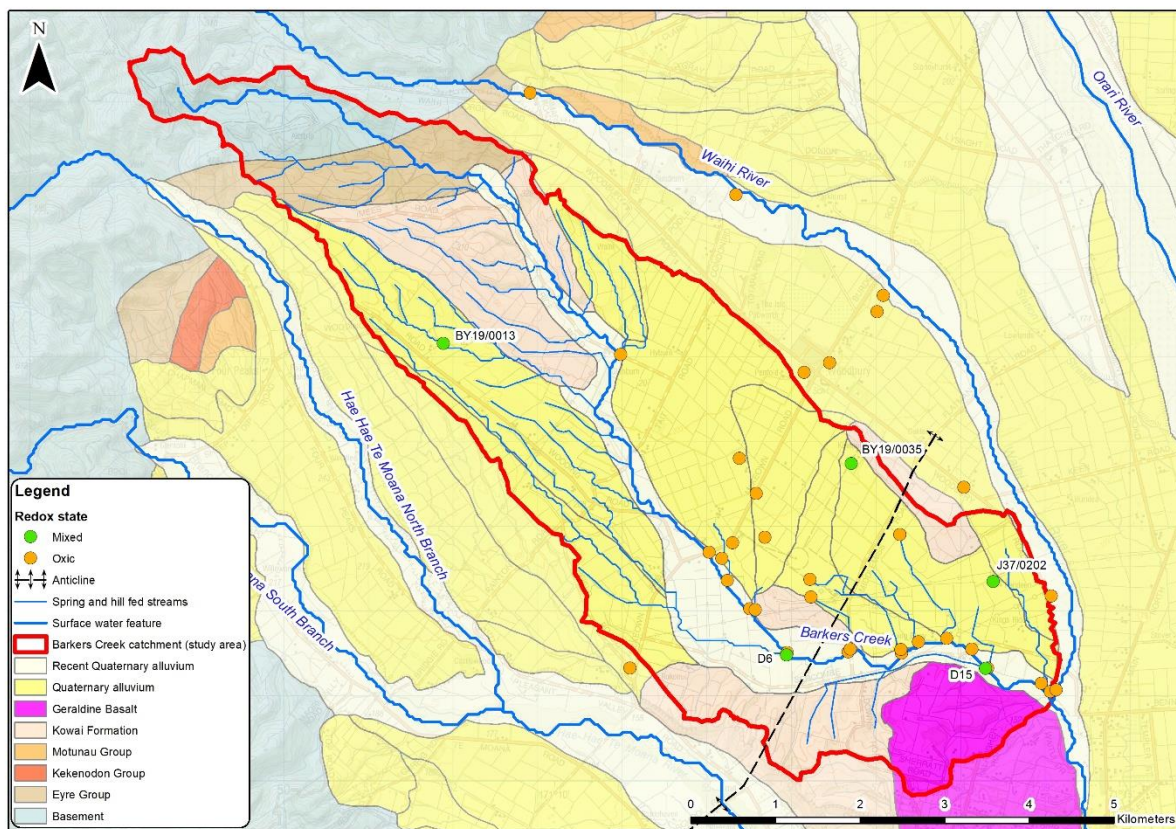 N
Orari River
Waihi River
BY19/0013
Hae Hae Te Moana North Branch
BY19/0035
J37/0202
ana South Branch
Barkers Creek
D6
D15
Legend
Redox state
Mixed
Oxic
Anticline
Spring and hill fed streams
Surface water feature
Barkers Creek catchment (study area)
Recent Quaternary alluvium
Quaternary alluvium
Geraldine Basalt
Kowai Formation
Motunau Group
Kekenodon Group
Eyre Group
Basement
0 1 2 3 4 5
Kilometers